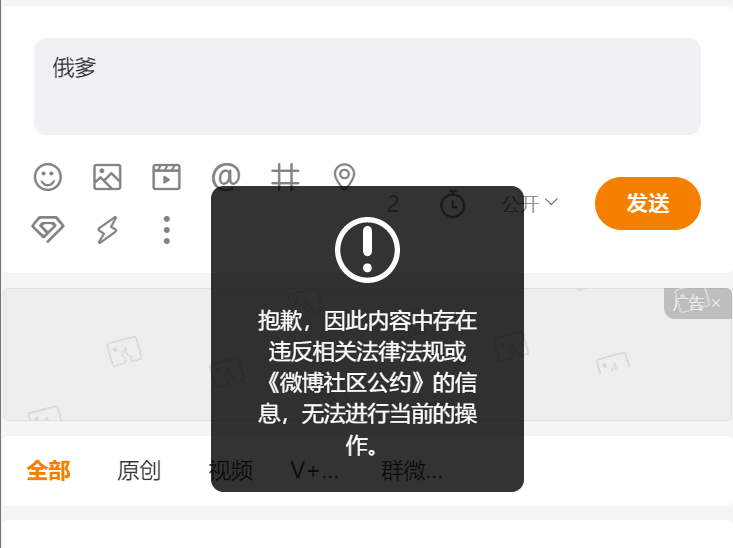 俄爹
2
公开
发送
广告 ×
抱歉，因此内容中存在
违反相关法律法规或
《微博社区公约》的信
息，无法进行当前的操
作。
全部 原创 视频 V+... 群微...